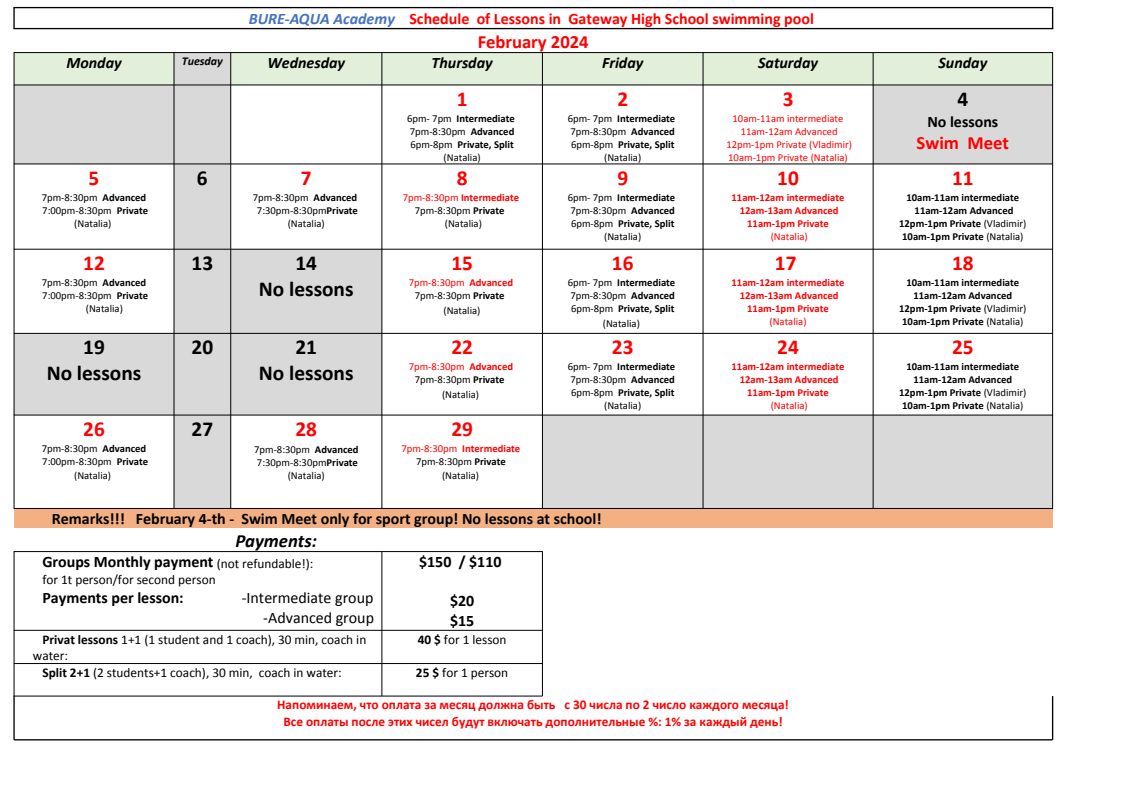 BURE-AQUA Academy Schedule of Lessons in Gateway High School swimming pool
February 2024
Monday Tuesday Wednesday Thursday Friday Saturday Sunday
1
6pm- 7pm Intermediate
7pm-8:30pm Advanced
6pm-8pm Private, Split
(Natalia)
2
6pm- 7pm Intermediate
7pm-8:30pm Advanced
6pm-8pm Private, Split
(Natalia)
3
10am-11am intermediate
11am-12am Advanced
12pm-1pm Private (Vladimir)
10am-1pm Private (Natalia)
4
No lessons
Swim Meet
5
7pm-8:30pm Advanced
7:00pm-8:30pm Private
(Natalia)
6
7
7pm-8:30pm Advanced
7:30pm-8:30pmPrivate
(Natalia)
8
7pm-8:30pm Intermediate
7pm-8:30pm Private
(Natalia)
9
6pm- 7pm Intermediate
7pm-8:30pm Advanced
6pm-8pm Private, Split
(Natalia)
10
11am-12am intermediate
12am-13am Advanced
11am-1pm Private
(Natalia)
11
10am-11am intermediate
11am-12am Advanced
12pm-1pm Private (Vladimir)
10am-1pm Private (Natalia)
12
7pm-8:30pm Advanced
7:00pm-8:30pm Private
(Natalia)
13
14
No lessons
15
7pm-8:30pm Advanced
7pm-8:30pm Private
(Natalia)
16
6pm- 7pm Intermediate
7pm-8:30pm Advanced
6pm-8pm Private, Split
(Natalia)
17
11am-12am intermediate
12am-13am Advanced
11am-1pm Private
(Natalia)
18
10am-11am intermediate
11am-12am Advanced
12pm-1pm Private (Vladimir)
10am-1pm Private (Natalia)
19
No lessons
20
21
No lessons
22
7pm-8:30pm Advanced
7pm-8:30pm Private
(Natalia)
23
6pm- 7pm Intermediate
7pm-8:30pm Advanced
6pm-8pm Private, Split
(Natalia)
24
11am-12am intermediate
12am-13am Advanced
11am-1pm Private
(Natalia)
25
10am-11am intermediate
11am-12am Advanced
12pm-1pm Private (Vladimir)
10am-1pm Private (Natalia)
26
7pm-8:30pm Advanced
7:00pm-8:30pm Private
(Natalia)
27
28
7pm-8:30pm Advanced
7:30pm-8:30pmPrivate
(Natalia)
29
7pm-8:30pm Intermediate
7pm-8:30pm Private
(Natalia)
Remarks!!! February 4-th - Swim Meet only for sport group! No lessons at school!
Payments:
Groups Monthly payment (not refundable!): $150 / $110
for 1t person/for second person
Payments per lesson: -Intermediate group $20
-Advanced group $15
Privat lessons 1+1 (1 student and 1 coach), 30 min, coach in 40 $ for 1 lesson
water:
Split 2+1 (2 students+1 coach), 30 min, coach in water: 25 $ for 1 person
Напоминаем, что оплата за месяц должна быть с 30 числа по 2 число каждого месяца!
Все оплаты после этих чисел будут включать дополнительные %: 1% за каждый день!